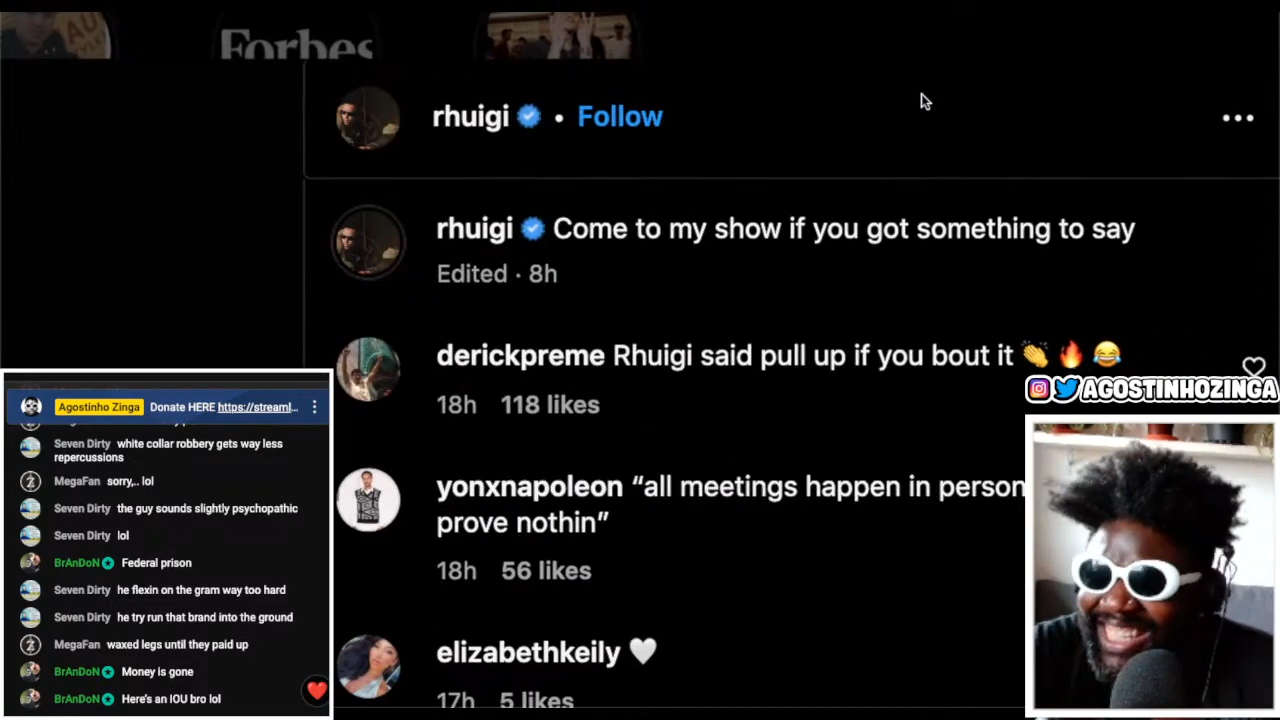 Forbes
rhuigi • Follow
rhuigi Come to my show if you got something to say
Edited · 8h
derickpreme Rhuigi said pull up if you bout it 👏 🔥 😂
18h 118 likes
yonxnapoleon “all meetings happen in person
prove nothin”
18h 56 likes
elizabethkeily 🤍
17h 5 likes
AGOSTINHOZINGA
Agostinho Zinga Donate HERE https://streaml...
Seven Dirty white collar robbery gets way less
repercussions
MegaFan sorry,.. lol
Seven Dirty the guy sounds slightly psychopathic
Seven Dirty lol
BrAnDoN Federal prison
Seven Dirty he flexin on the gram way too hard
Seven Dirty he try run that brand into the ground
MegaFan waxed legs until they paid up
BrAnDoN Money is gone
BrAnDoN Here's an IOU bro lol